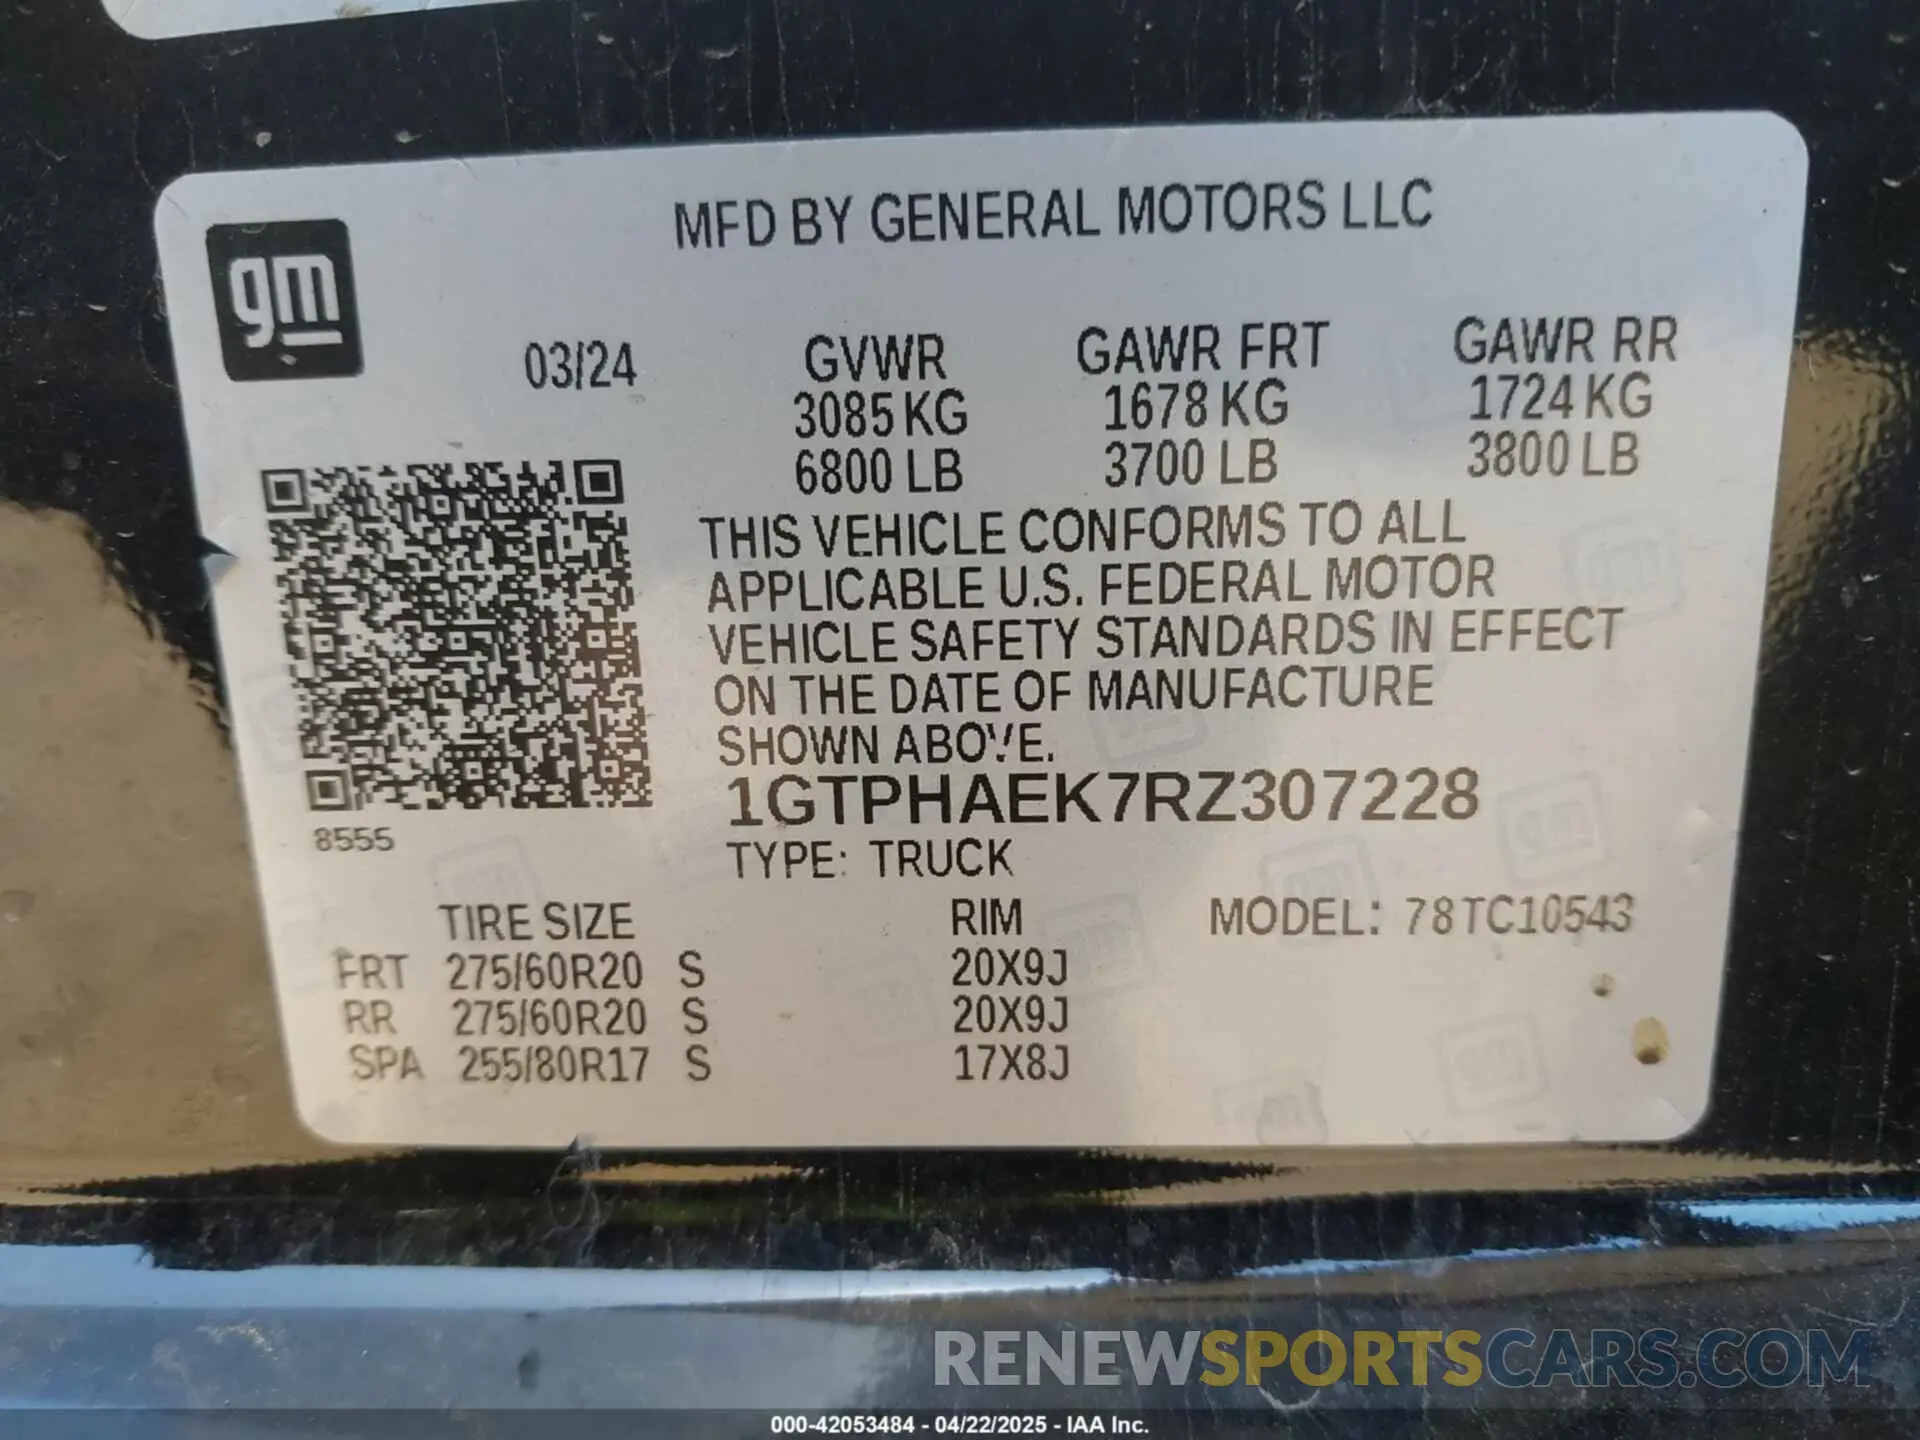 MFD BY GENERAL MOTORS LLC
gm
03/24
GVWR GAWR FRT GAWR RR
3085 KG 1678 KG 1724 KG
6800 LB 3700 LB 3800 LB
THIS VEHICLE CONFORMS TO ALL
APPLICABLE U.S. FEDERAL MOTOR
VEHICLE SAFETY STANDARDS IN EFFECT
ON THE DATE OF MANUFACTURE
SHOWN ABOVE.
1GTPHAEK7RZ307228
8555
TYPE: TRUCK
TIRE SIZE RIM MODEL: 78TC10543
FRT 275/60R20 S 20X9J
RR 275/60R20 S 20X9J
SPA 255/80R17 S 17X8J
RENEWSPORTSCARS.COM
000-42053484 - 04/22/2025 - IAA Inc.